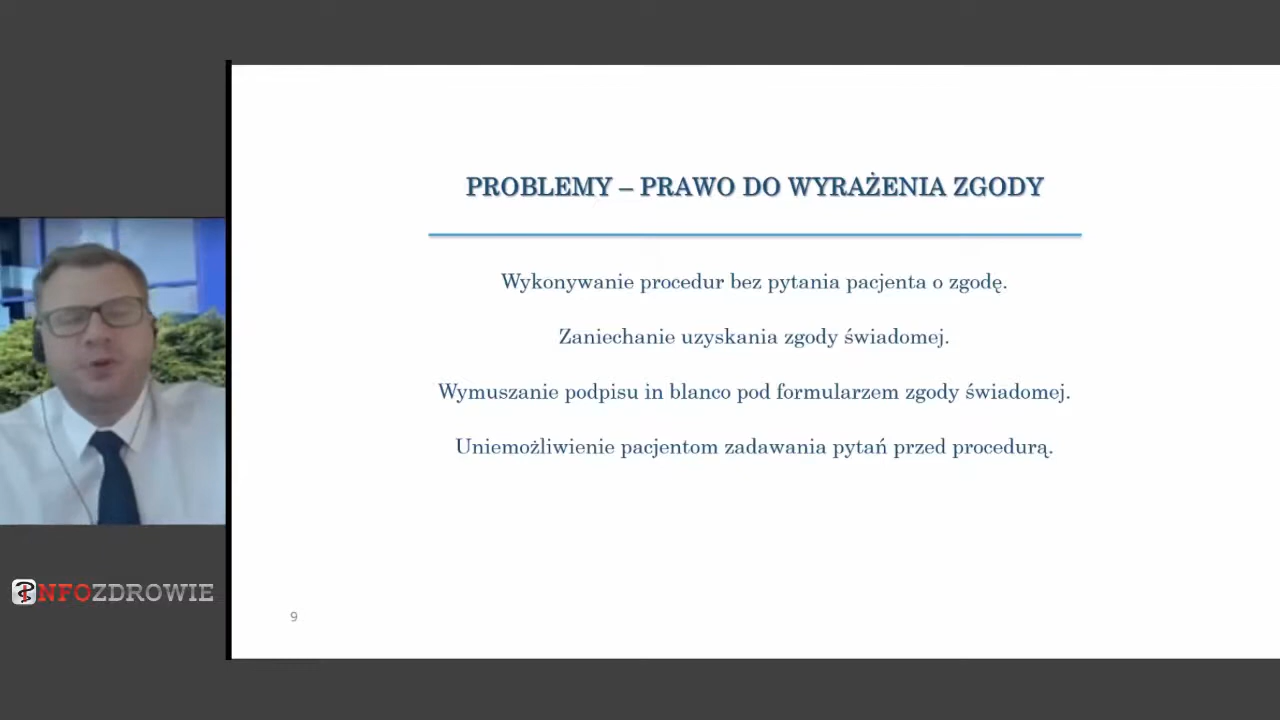 PROBLEMY – PRAWO DO WYRAŻENIA ZGODY
Wykonywanie procedur bez pytania pacjenta o zgodę.
Zaniechanie uzyskania zgody świadomej.
Wymuszanie podpisu in blanco pod formularzem zgody świadomej.
Uniemożliwienie pacjentom zadawania pytań przed procedurą.
INFOZDROWIE
9